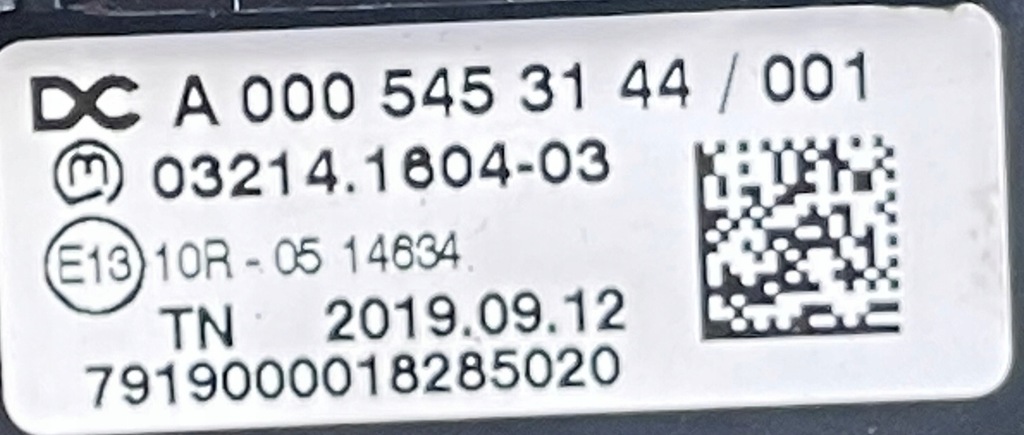 DC A 000 545 31 44 / 001
m 03214.1804-03
E13 10R - 05 14634
TN 2019.09.12
7919000018285020